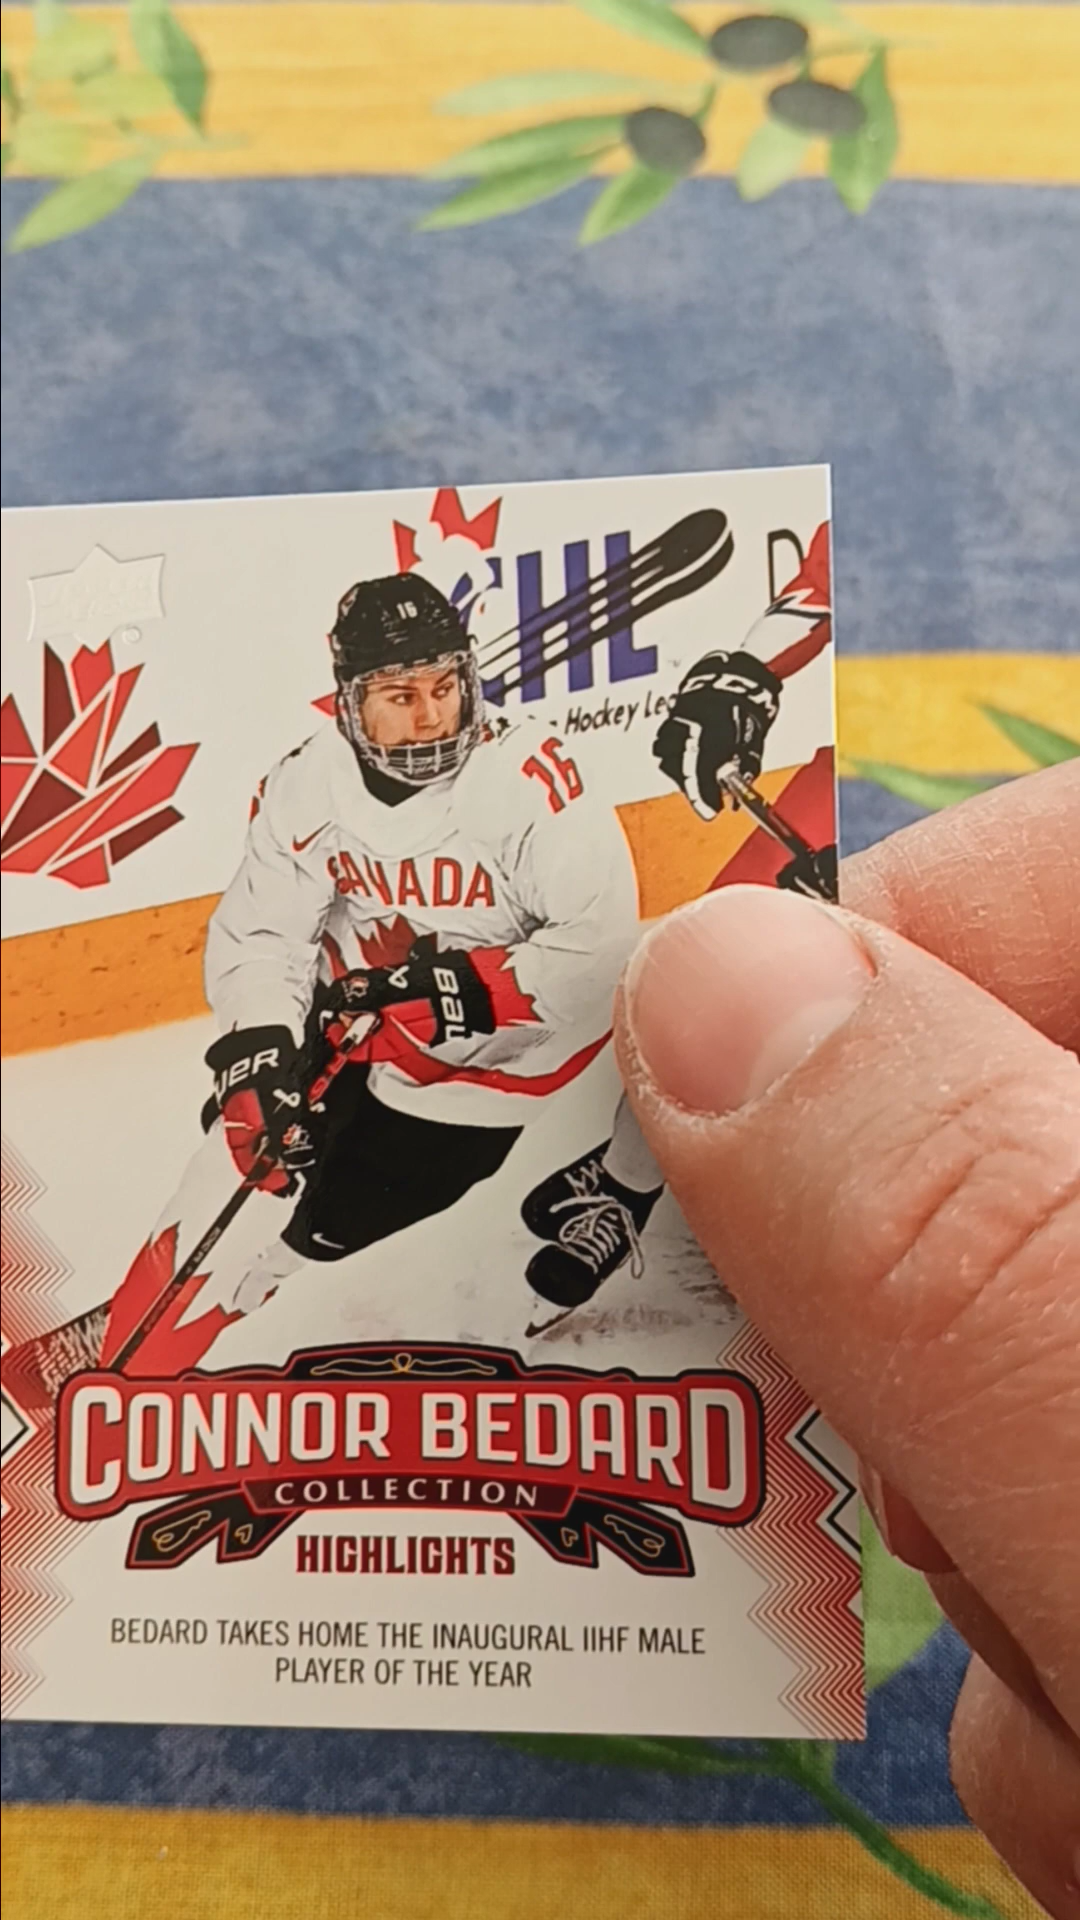 16
CHL
Hockey Lea
CCM
16
CANADA
BAUER
CONNOR BEDARD
COLLECTION
HIGHLIGHTS
BEDARD TAKES HOME THE INAUGURAL IIHF MALE
PLAYER OF THE YEAR